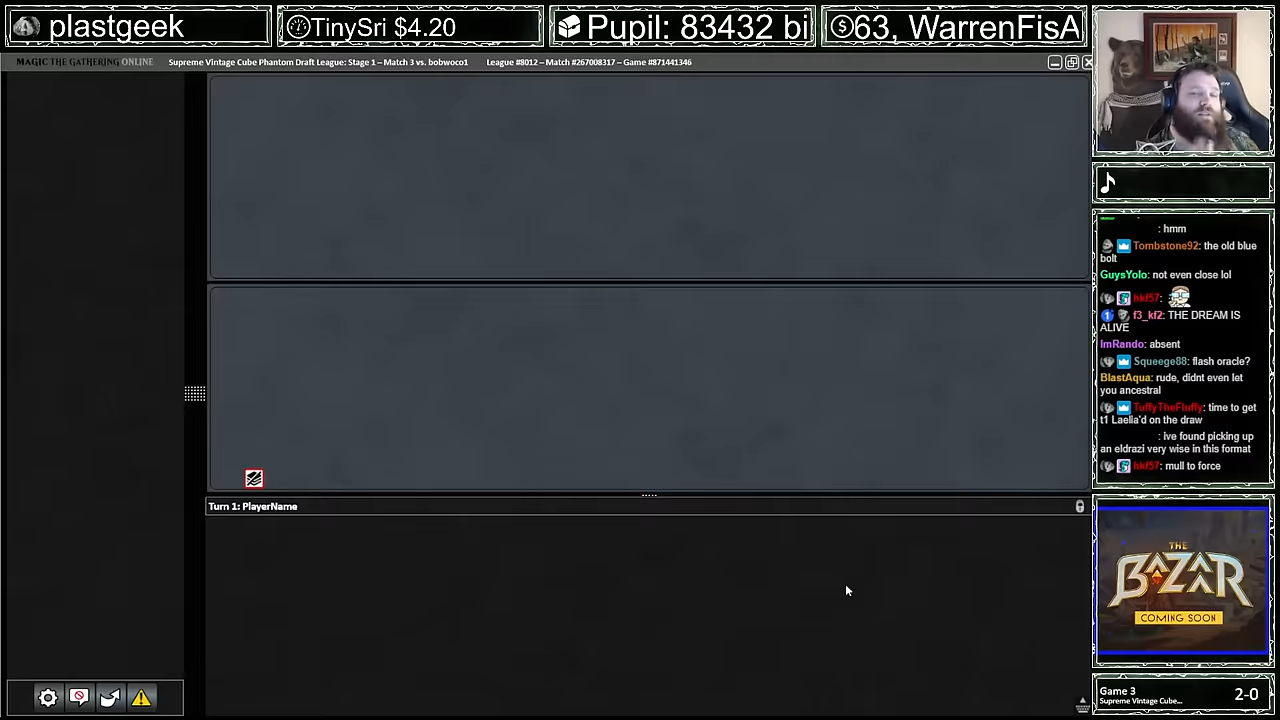 plastgeek
TinySri $4.20
Pupil: 83432 bi
63, WarrenFisA
MAGIC THE GATHERING ONLINE
Supreme Vintage Cube Phantom Draft League: Stage 1 – Match 3 vs. bobwoco1
League #8012 – Match #267008317 – Game #871441346
: hmm
Tombstone92: the old blue
bolt
GuysYolo: not even close lol
hkf57:
f3_kf2: THE DREAM IS
ALIVE
ImRando: absent
Squeege88: flash oracle?
BlastAqua: rude, didnt even let
you ancestral
TuffyTheFluffy: time to get
t1 Laelia'd on the draw
: ive found picking up
an eldrazi very wise in this format
hkf57: mull to force
Turn 1: PlayerName
THE
BAZAAR
COMING SOON
Game 3
Supreme Vintage Cube...
2-0